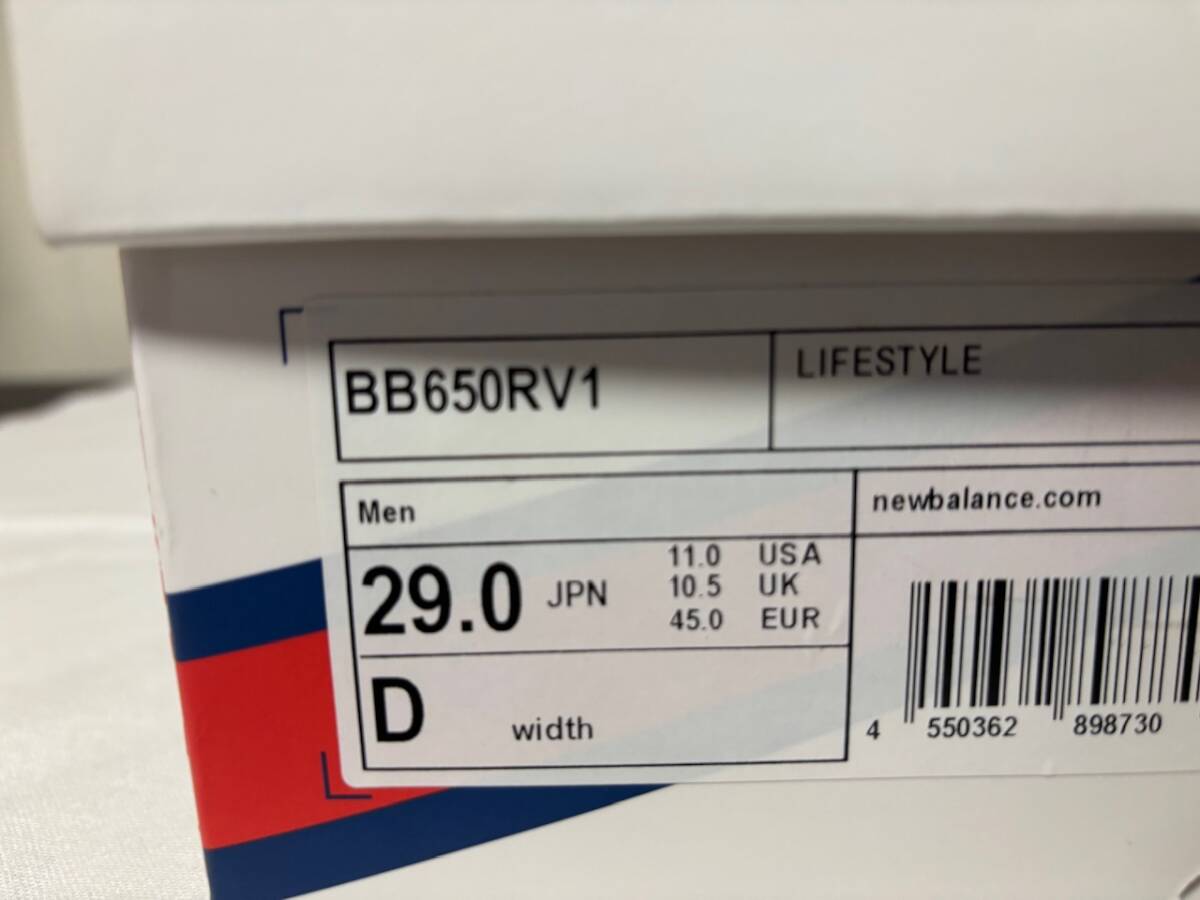 BB650RV1
LIFESTYLE
Men
newbalance.com
29.0 JPN
11.0 USA
10.5 UK
45.0 EUR
D width
4 550362 898730